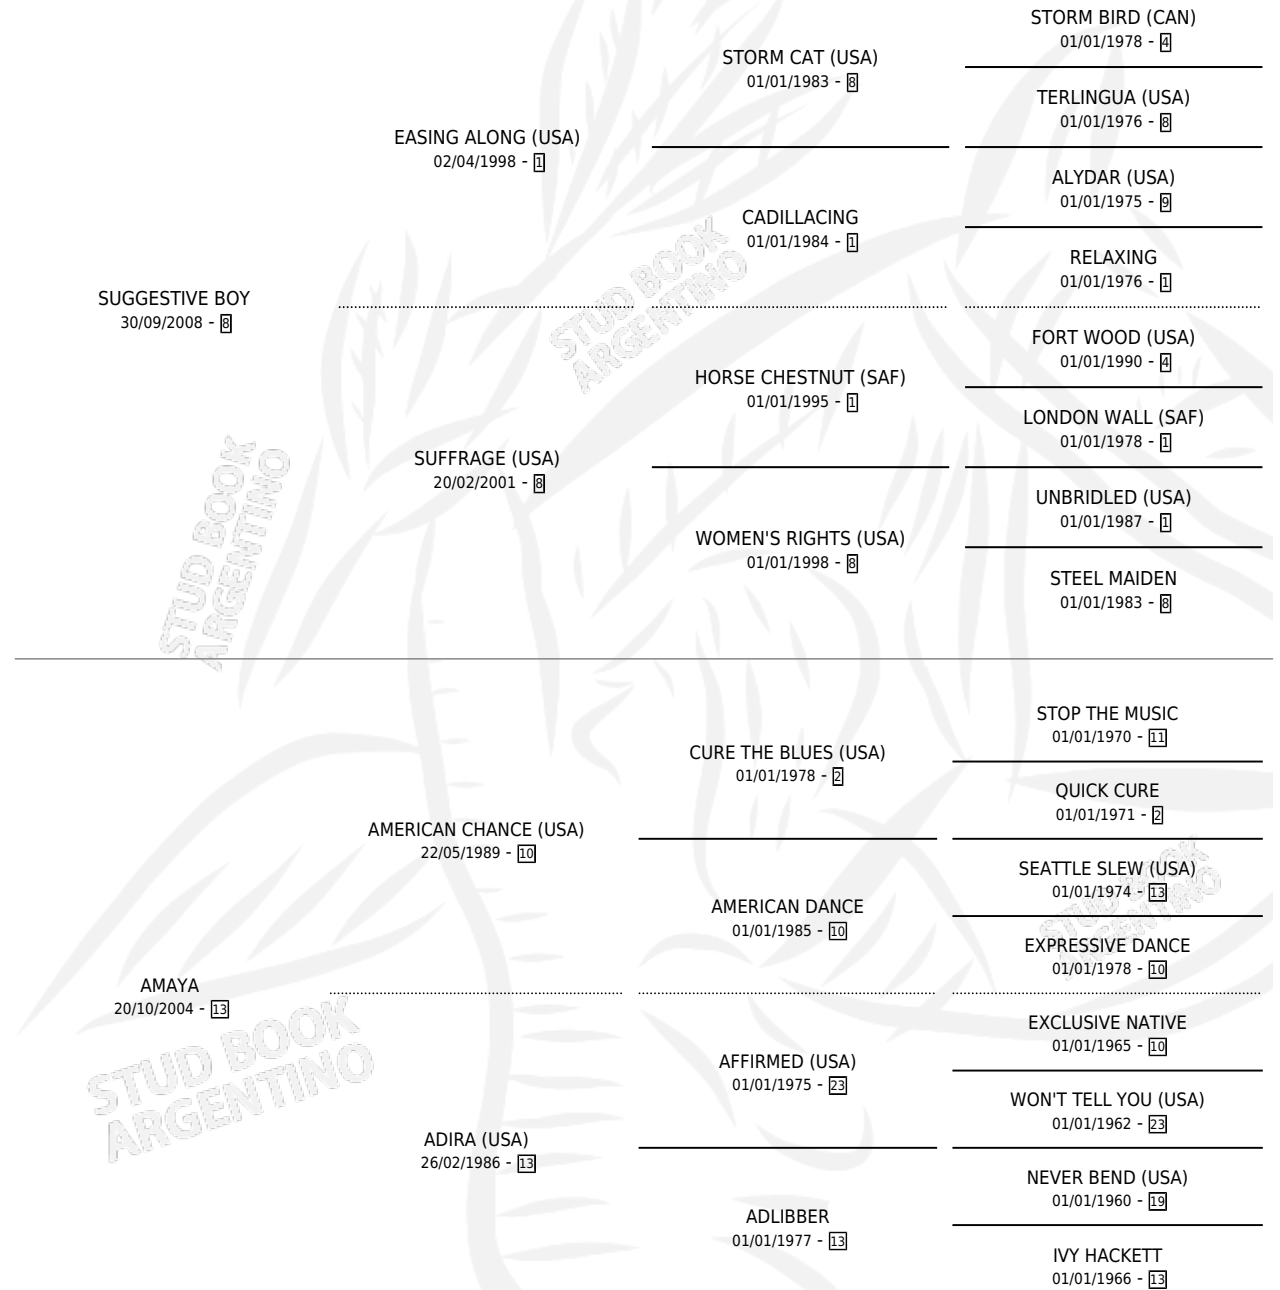 STORM BIRD (CAN)
01/01/1978 - 4
STORM CAT (USA)
01/01/1983 - 8
TERLINGUA (USA)
01/01/1976 - 8
EASING ALONG (USA)
02/04/1998 - 1
ALYDAR (USA)
01/01/1975 - 9
CADILLACING
01/01/1984 - 1
RELAXING
01/01/1976 - 1
SUGGESTIVE BOY
30/09/2008 - 8
STUD BOOK
ARGENTINO
FORT WOOD (USA)
01/01/1990 - 4
HORSE CHESTNUT (SAF)
01/01/1995 - 1
LONDON WALL (SAF)
01/01/1978 - 1
SUFFRAGE (USA)
20/02/2001 - 8
UNBRIDLED (USA)
01/01/1987 - 1
WOMEN'S RIGHTS (USA)
01/01/1998 - 8
STEEL MAIDEN
01/01/1983 - 8
STUD BOOK
ARGENTINO
STOP THE MUSIC
01/01/1970 - 11
CURE THE BLUES (USA)
01/01/1978 - 2
QUICK CURE
01/01/1971 - 2
AMERICAN CHANCE (USA)
22/05/1989 - 10
SEATTLE SLEW (USA)
01/01/1974 - 13
AMERICAN DANCE
01/01/1985 - 10
EXPRESSIVE DANCE
01/01/1978 - 10
STUD BOOK
ARGENTINO
AMAYA
20/10/2004 - 13
EXCLUSIVE NATIVE
01/01/1965 - 10
AFFIRMED (USA)
01/01/1975 - 23
WON'T TELL YOU (USA)
01/01/1962 - 23
STUD BOOK
ARGENTINO
ADIRA (USA)
26/02/1986 - 13
NEVER BEND (USA)
01/01/1960 - 19
ADLIBBER
01/01/1977 - 13
IVY HACKETT
01/01/1966 - 13